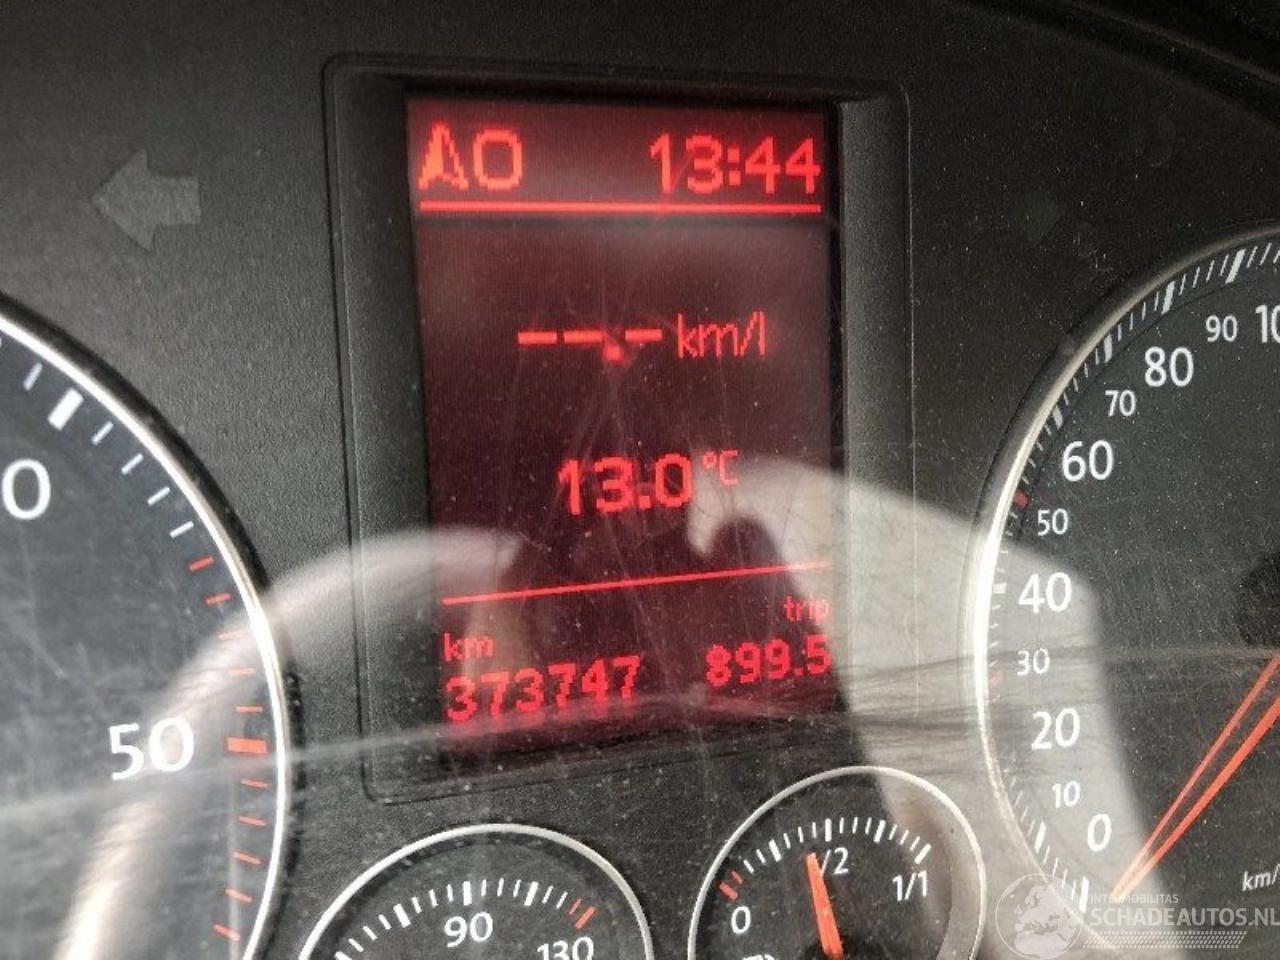 AO 13:44
--.- km/l
13.0 °C
km trip
373747 899.5
0
50
90 130
0 1/2 1/1
0 10 20 30 40 50 60 70 80 90
INTERMOBILITAS
SCHADEAUTOS.NL